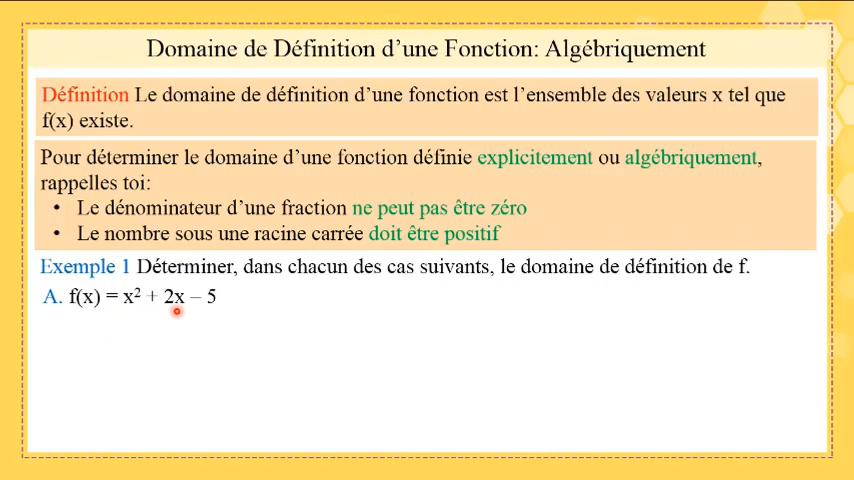 Domaine de Définition d’une Fonction: Algébriquement
Définition Le domaine de définition d’une fonction est l’ensemble des valeurs x tel que
f(x) existe.
Pour déterminer le domaine d’une fonction définie explicitement ou algébriquement,
rappelles toi:
• Le dénominateur d’une fraction ne peut pas être zéro
• Le nombre sous une racine carrée doit être positif
Exemple 1 Déterminer, dans chacun des cas suivants, le domaine de définition de f.
A. f(x) = x² + 2x – 5